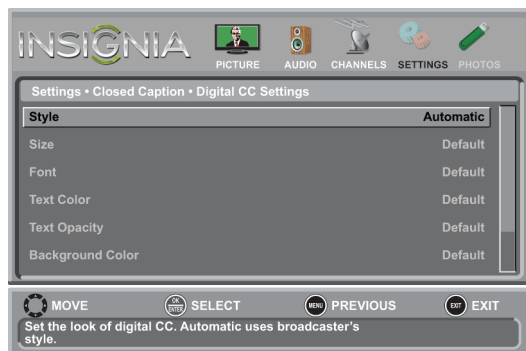 INSIGNIA
PICTURE AUDIO CHANNELS SETTINGS PHOTOS
Settings • Closed Caption • Digital CC Settings
Style Automatic
Size Default
Font Default
Text Color Default
Text Opacity Default
Background Color Default
MOVE OK ENTER SELECT MENU PREVIOUS EXIT EXIT
Set the look of digital CC. Automatic uses broadcaster's
style.